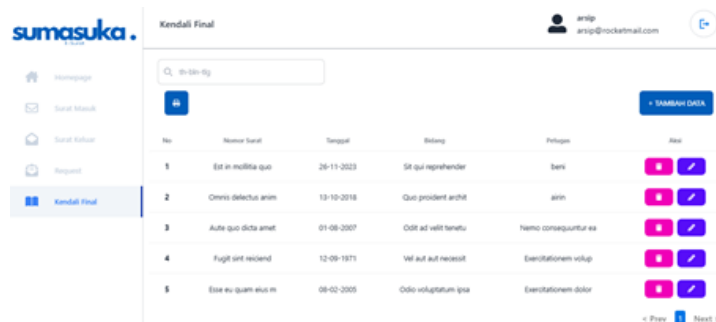 sumasuka.
Kendali Final
arsip
arsip@rocketmail.com
Homepage
Surat Masuk
Surat Keluar
Request
Kendali Final
th-bln-tlg
+ TAMBAH DATA
No Nomor Surat Tanggal Bidang Petugas Aksi
1 Est in mollitia quo 26-11-2023 Sit qui reprehender beni
2 Omnis delectus anim 13-10-2018 Quo proident archit airin
3 Aute quo dicta amet 01-08-2007 Odit ad velit tenetu Nemo consequuntur ea
4 Fugit sint reiciend 12-09-1971 Vel aut aut necessit Exercitationem volup
5 Esse eu quam eius m 08-02-2005 Odio voluptatum ipsa Exercitationem dolor
< Prev 1 Next